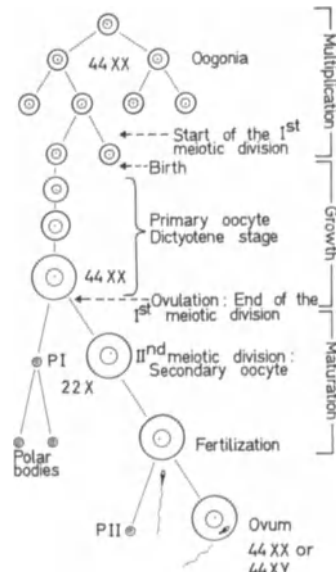 44 XX
Oogonia
Multiplication
Start of the Iˢᵗ
meiotic division
Birth
Primary oocyte
Dictyotene stage
Growth
44 XX
Ovulation : End of the
Iˢᵗ meiotic division
PI
IIⁿᵈ meiotic division :
Secondary oocyte
22 X
Maturation
Polar
bodies
Fertilization
PII
Ovum
44 XX or
44 XY